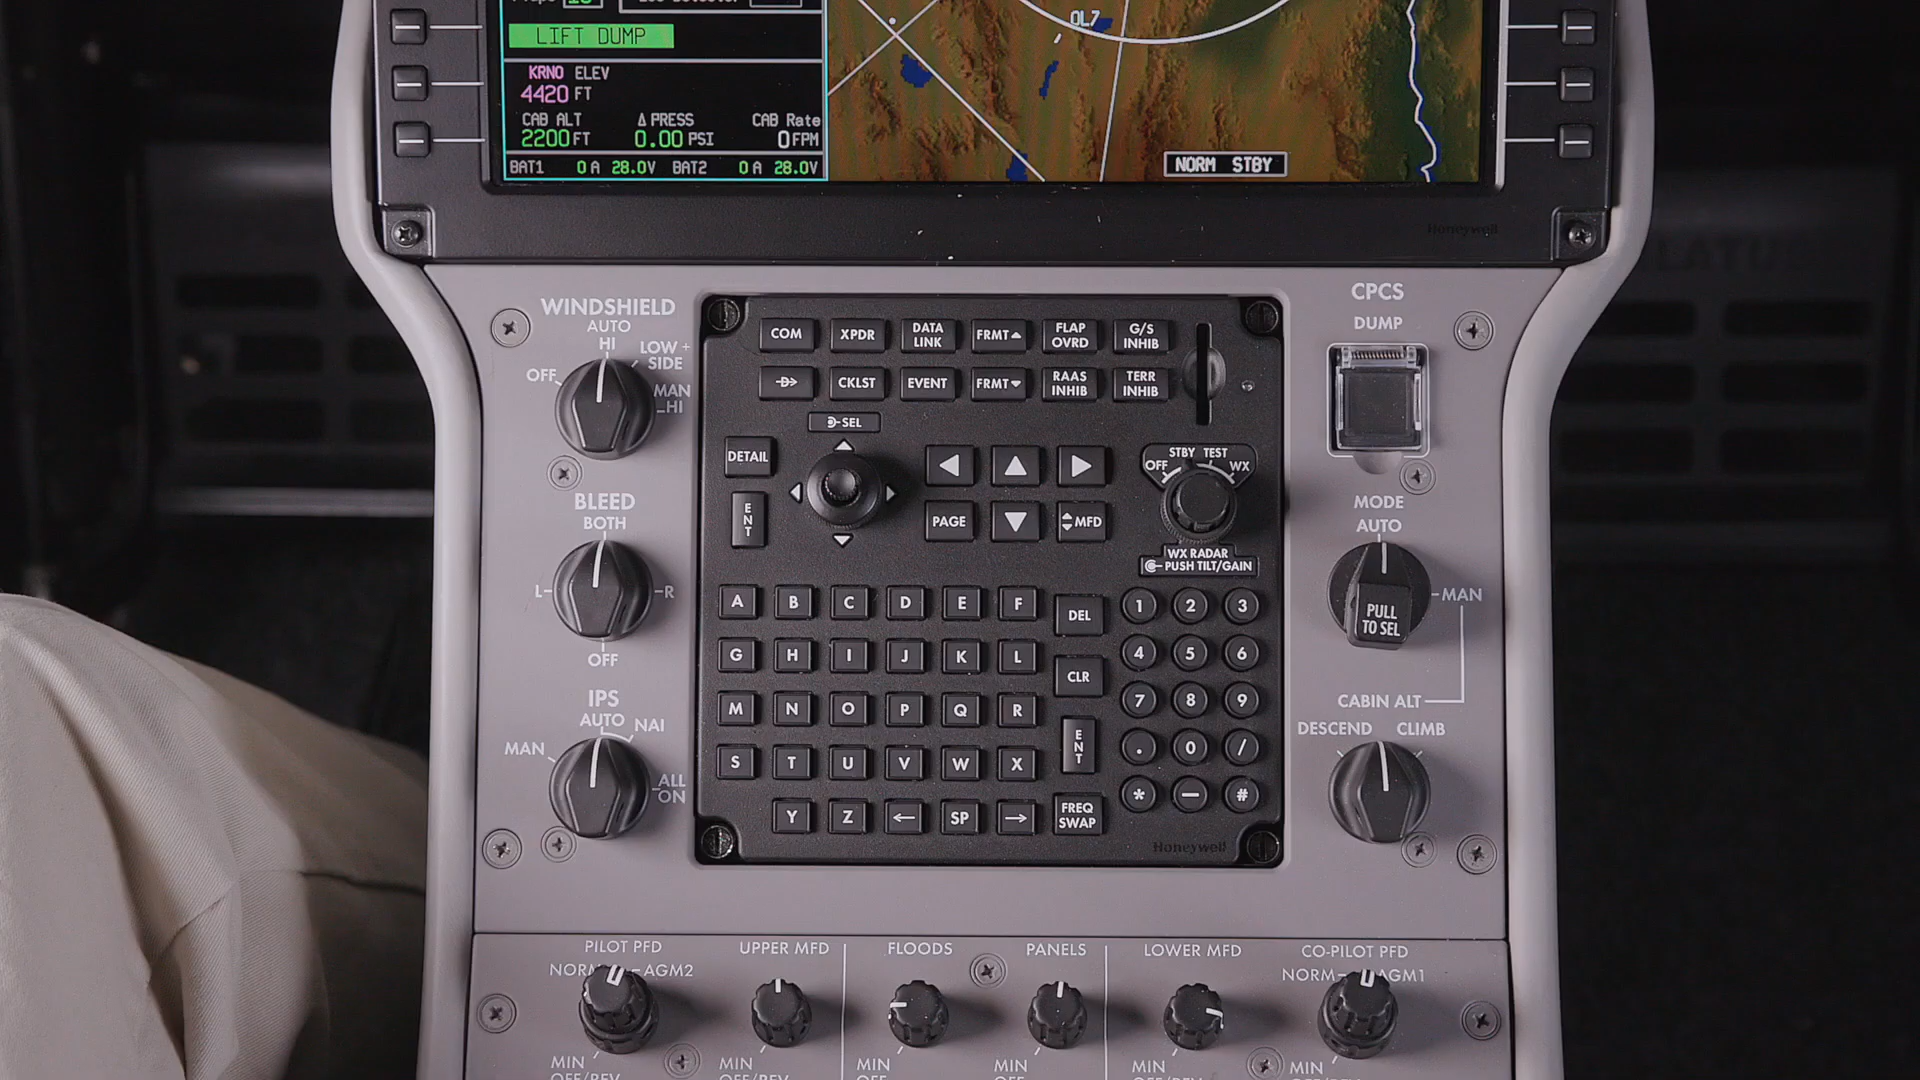 LIFT DUMP
KRNO ELEV
4420 FT
CAB ALT Δ PRESS CAB Rate
2200 FT 0.00 PSI 0 FPM
BAT1 0 A 28.0V BAT2 0 A 28.0V
OL7
NORM STBY
Honeywell
WINDSHIELD
AUTO
HI
LOW +
SIDE
OFF
MAN
HI
BLEED
BOTH
L R
OFF
IPS
AUTO NAI
MAN
ALL
ON
COM XPDR DATA LINK FRMT FLAP OVRD G/S INHIB
D CKLST EVENT FRMT RAAS INHIB TERR INHIB
SEL
DETAIL
ENT
PAGE MFD
OFF STBY TEST WX
WX RADAR
PUSH TILT/GAIN
A B C D E F DEL 1 2 3
G H I J K L CLR 4 5 6
M N O P Q R 7 8 9
S T U V W X ENT . 0 /
Y Z ← SP → FREQ SWAP * — #
Honeywell
CPCS
DUMP
MODE
AUTO
MAN
PULL
TO SEL
CABIN ALT
DESCEND CLIMB
PILOT PFD UPPER MFD FLOODS PANELS LOWER MFD CO-PILOT PFD
NORM AGM2 NORM AGM1
MIN MIN MIN MIN MIN MIN